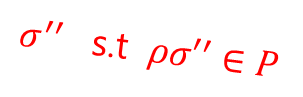 𝜎′′ s.t 𝜌𝜎′′ ∈ 𝑃